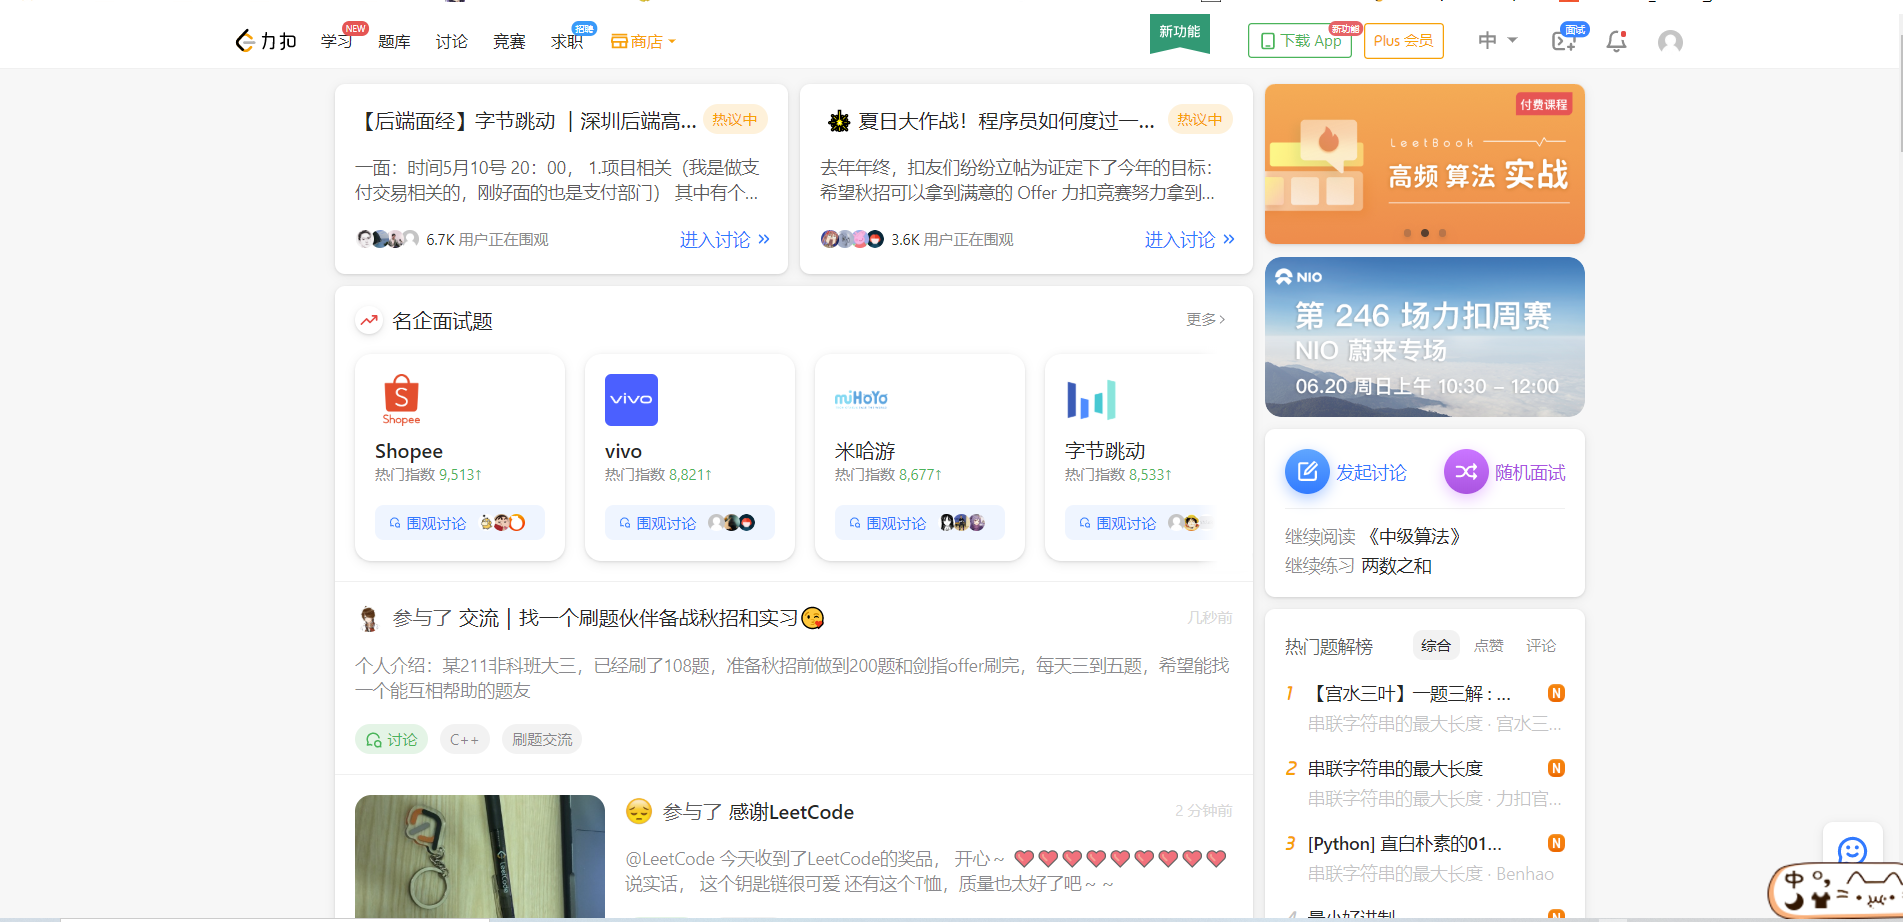 力扣
学习
NEW
题库
讨论
竞赛
求职
招聘
商店
新功能
下载 App
新功能
Plus 会员
中
面试
【后端面经】字节跳动 ｜深圳后端高...
热议中
一面：时间5月10号 20：00， 1.项目相关（我是做支
付交易相关的，刚好面的也是支付部门） 其中有个...
6.7K 用户正在围观
进入讨论
夏日大作战！程序员如何度过一...
热议中
去年年终，扣友们纷纷立帖为证定下了今年的目标：
希望秋招可以拿到满意的 Offer 力扣竞赛努力拿到...
3.6K 用户正在围观
进入讨论
付费课程
LeetBook
高频 算法 实战
NIO
第 246 场力扣周赛
NIO 蔚来专场
06.20 周日上午 10:30 – 12:00
名企面试题
更多
Shopee
Shopee
热门指数 9,513↑
围观讨论
vivo
vivo
热门指数 8,821↑
围观讨论
miHoYo
米哈游
热门指数 8,677↑
围观讨论
字节跳动
热门指数 8,533↑
围观讨论
发起讨论
随机面试
继续阅读 《中级算法》
继续练习 两数之和
参与了 交流｜找一个刷题伙伴备战秋招和实习😘
几秒前
个人介绍：某211非科班大三，已经刷了108题，准备秋招前做到200题和剑指offer刷完，每天三到五题，希望能找
一个能互相帮助的题友
讨论
C++
刷题交流
热门题解榜
综合
点赞
评论
1 【宫水三叶】一题三解 : ...
N
串联字符串的最大长度 · 宫水三...
2 串联字符串的最大长度
N
串联字符串的最大长度 · 力扣官...
3 [Python] 直白朴素的01...
N
串联字符串的最大长度 · Benhao
4 最小好进制
N
参与了 感谢LeetCode
2 分钟前
@LeetCode 今天收到了LeetCode的奖品， 开心～ ❤❤❤❤❤❤❤❤❤
说实话， 这个钥匙链很可爱 还有这个T恤，质量也太好了吧～～
LeetCode
中